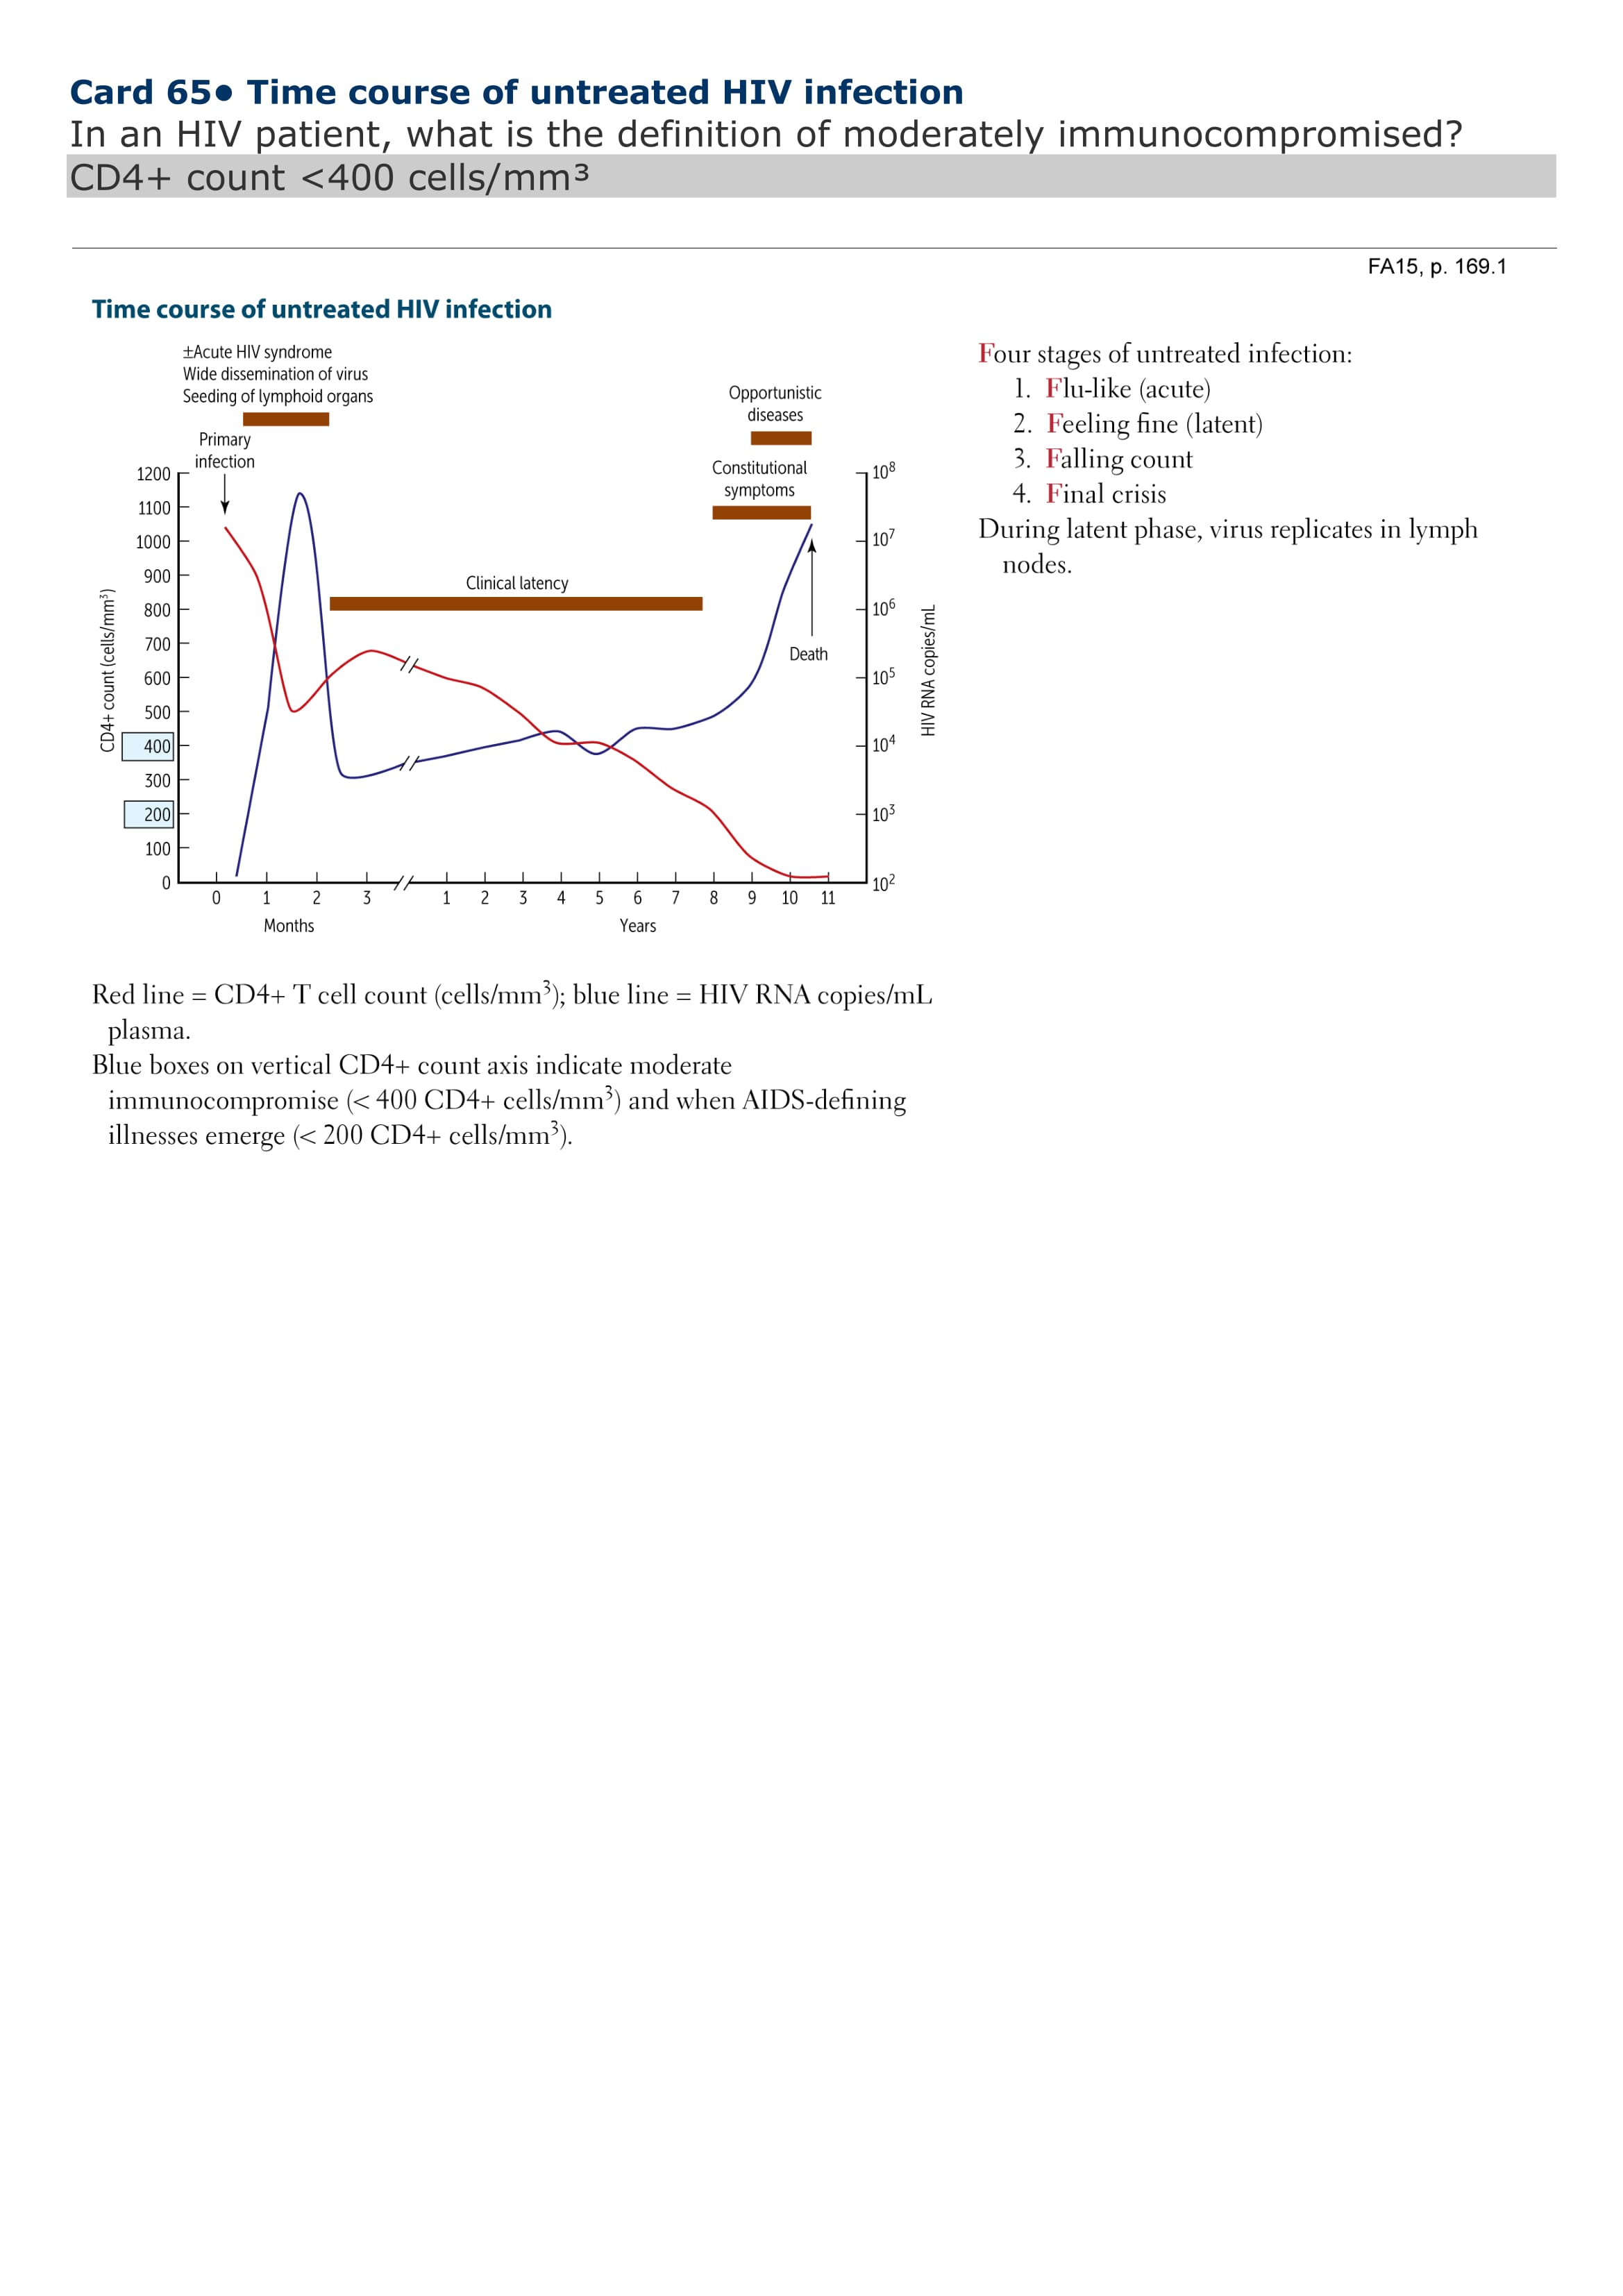 Card 65● Time course of untreated HIV infection
In an HIV patient, what is the definition of moderately immunocompromised?
CD4+ count <400 cells/mm³
FA15, p. 169.1
Time course of untreated HIV infection
±Acute HIV syndrome
Wide dissemination of virus
Seeding of lymphoid organs
Primary
infection
Opportunistic
diseases
Constitutional
symptoms
Clinical latency
Death
CD4+ count (cells/mm³)
1200
1100
1000
900
800
700
600
500
400
300
200
100
0
HIV RNA copies/mL
10⁸
10⁷
10⁶
10⁵
10⁴
10³
10²
0 1 2 3 1 2 3 4 5 6 7 8 9 10 11
Months Years
Four stages of untreated infection:
1. Flu-like (acute)
2. Feeling fine (latent)
3. Falling count
4. Final crisis
During latent phase, virus replicates in lymph
nodes.
Red line = CD4+ T cell count (cells/mm³); blue line = HIV RNA copies/mL
plasma.
Blue boxes on vertical CD4+ count axis indicate moderate
immunocompromise (< 400 CD4+ cells/mm³) and when AIDS-defining
illnesses emerge (< 200 CD4+ cells/mm³).